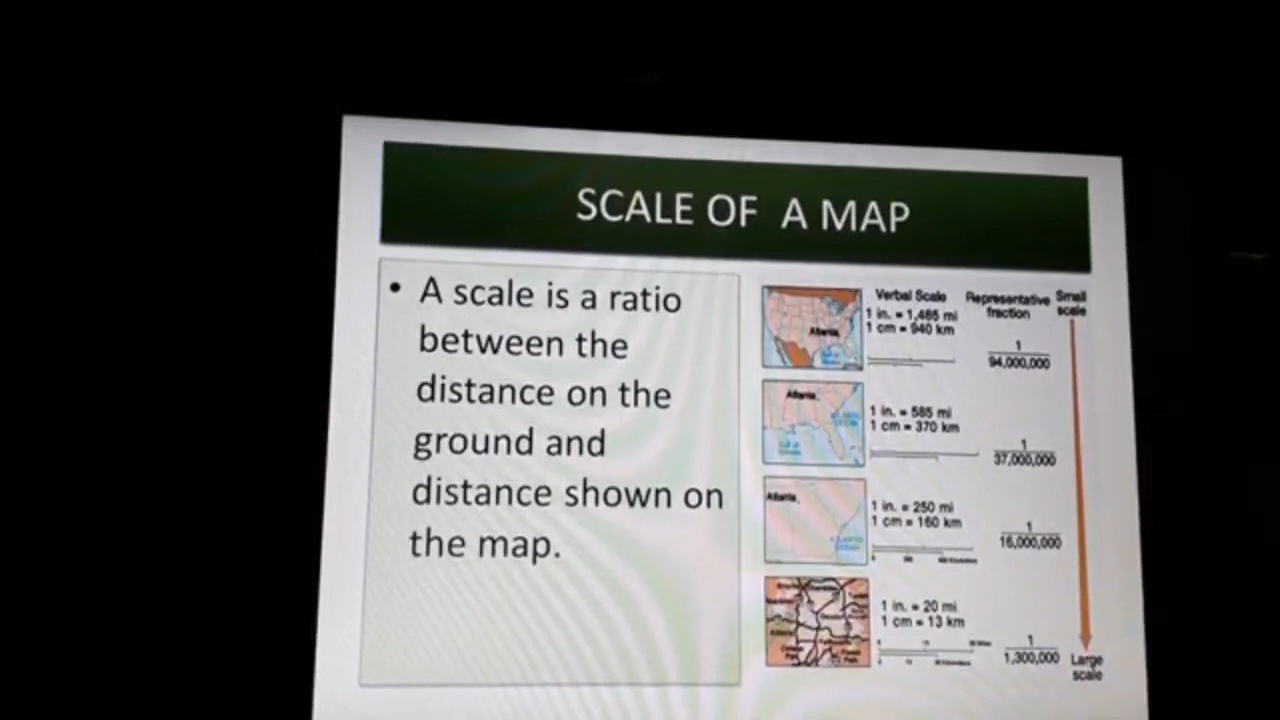 SCALE OF A MAP
• A scale is a ratio
between the
distance on the
ground and
distance shown on
the map.
Verbal Scale
Representative
fraction
Small
scale
Atlanta
1 in. = 1,485 mi
1 cm = 940 km
1
94,000,000
Atlanta
1 in. = 585 mi
1 cm = 370 km
1
37,000,000
Atlanta
1 in. = 250 mi
1 cm = 160 km
1
16,000,000
1 in. = 20 mi
1 cm = 13 km
1
1,300,000
Large
scale